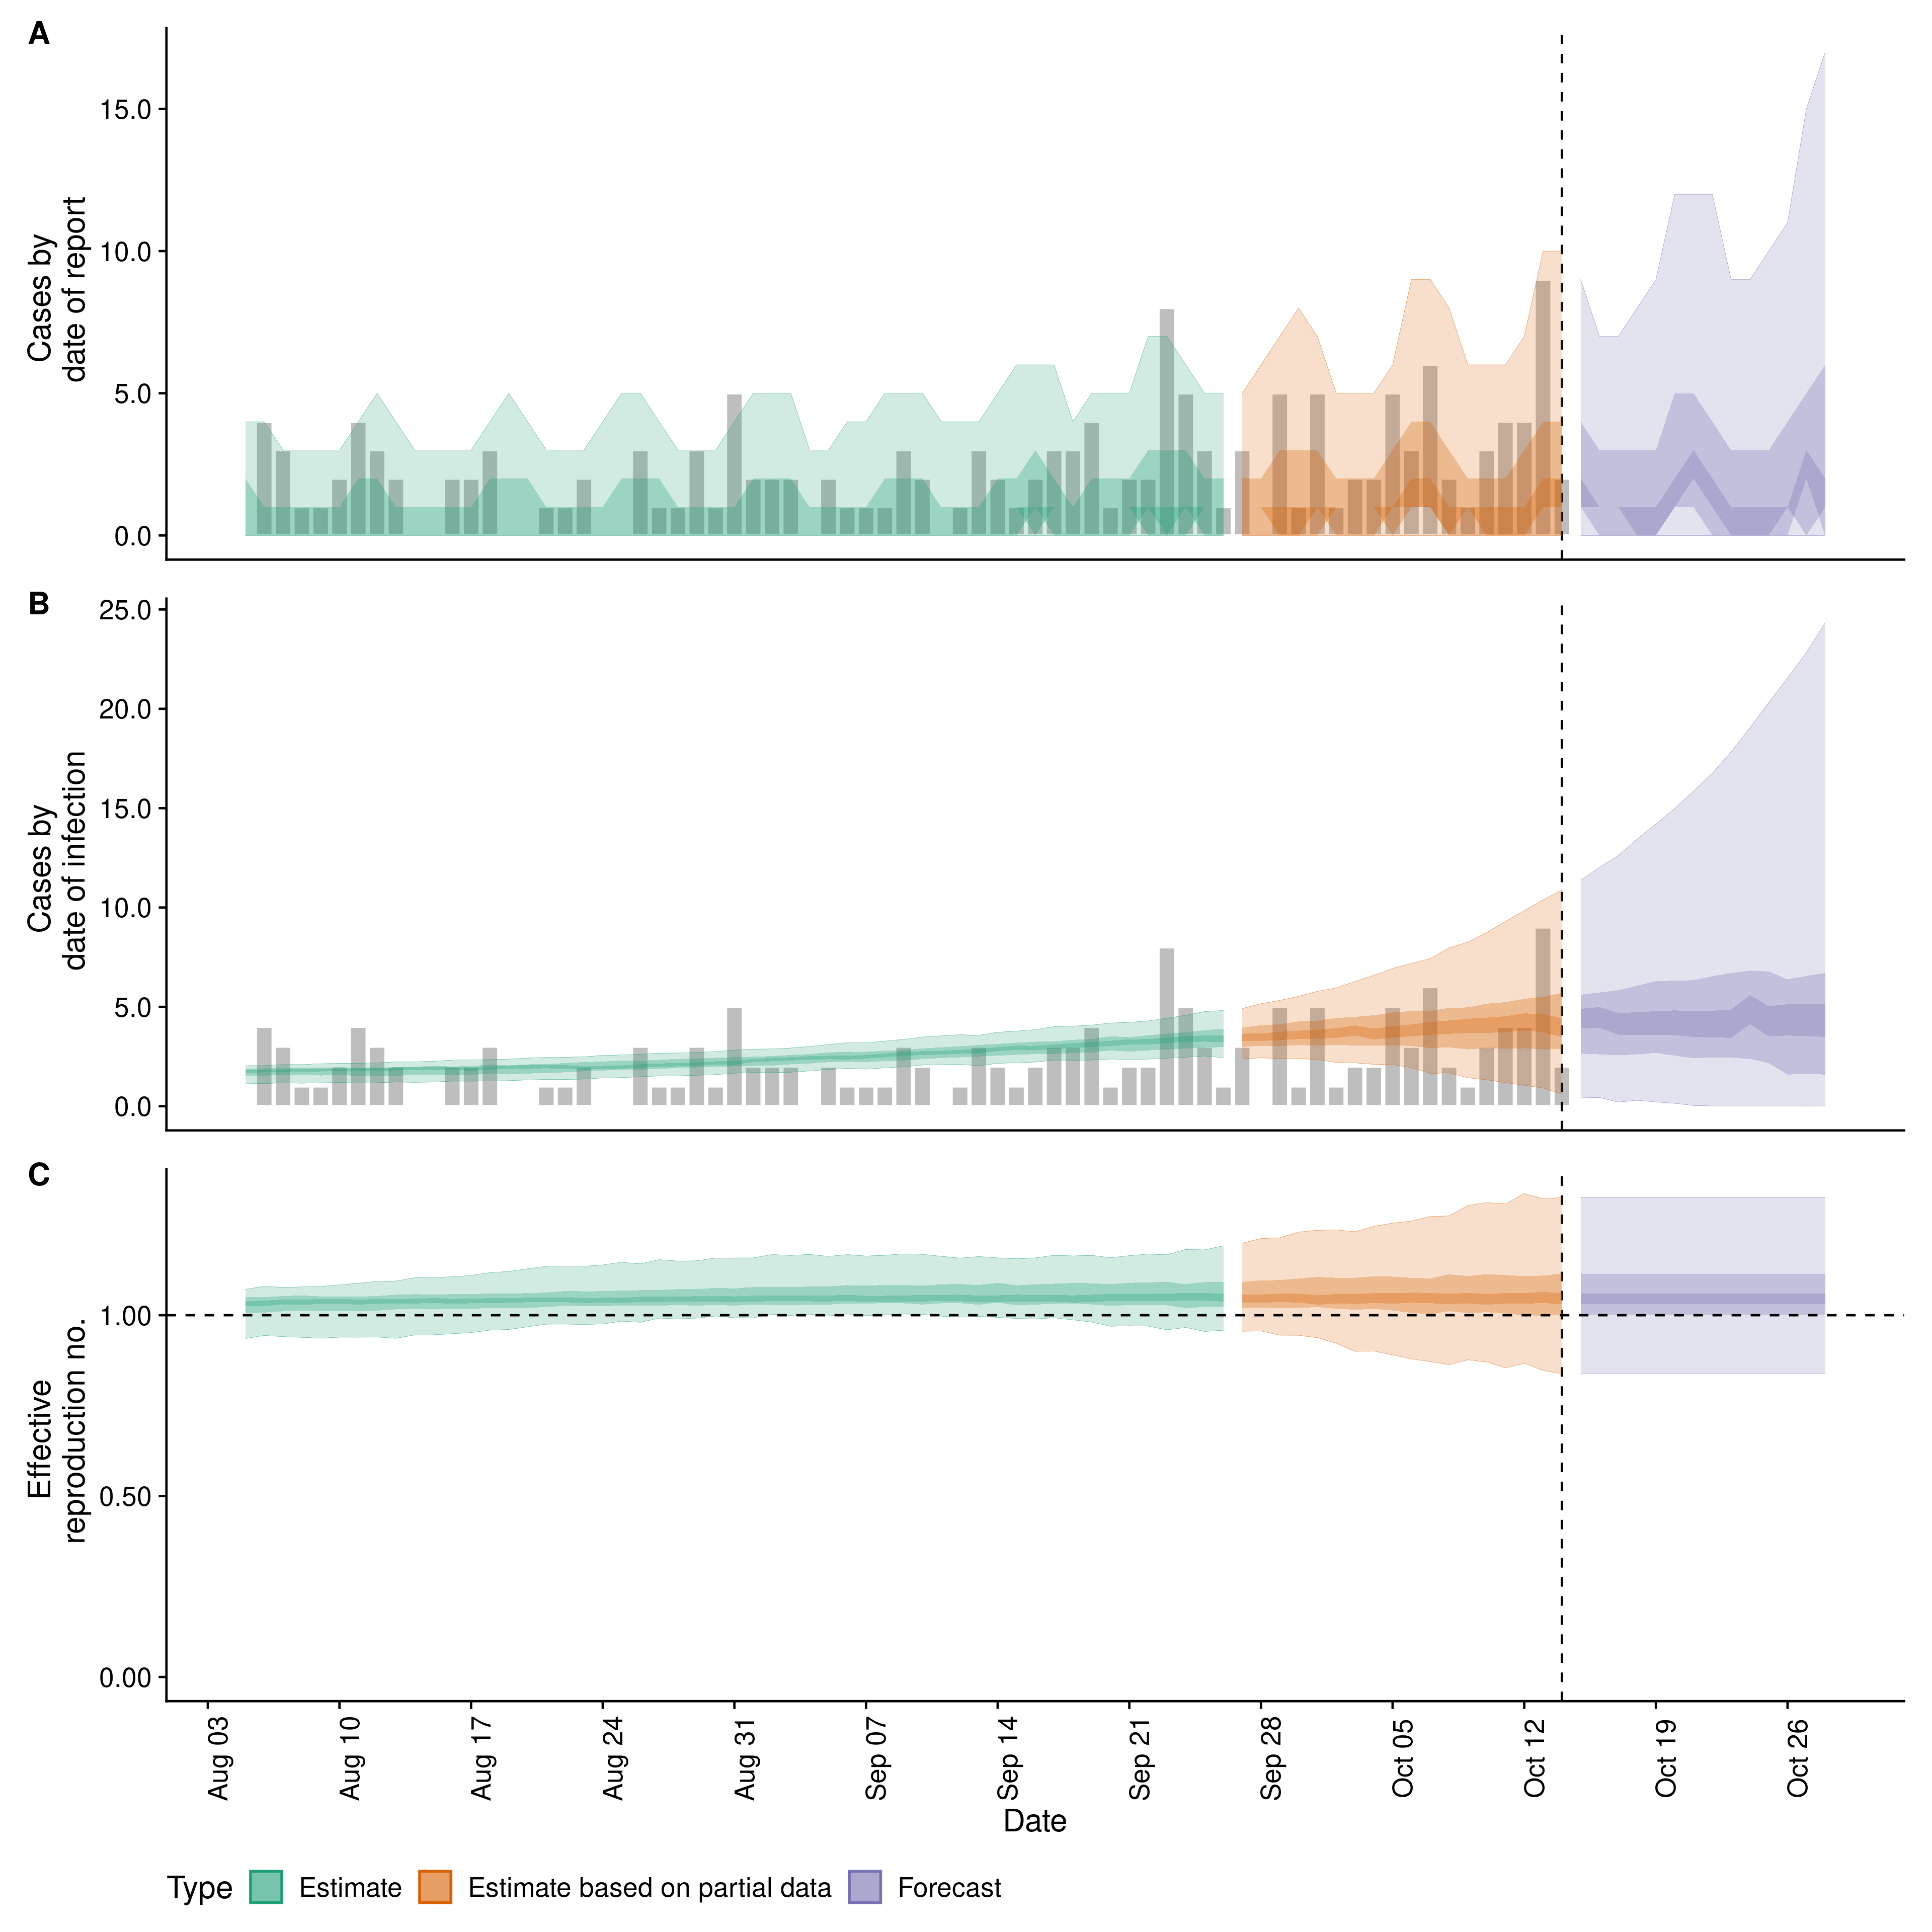 A
Cases by
date of report
15.0
10.0
5.0
0.0
B
Cases by
date of infection
25.0
20.0
15.0
10.0
5.0
0.0
C
Effective
reproduction no.
1.00
0.50
0.00
Aug 03
Aug 10
Aug 17
Aug 24
Aug 31
Sep 07
Sep 14
Sep 21
Sep 28
Oct 05
Oct 12
Oct 19
Oct 26
Date
Type Estimate Estimate based on partial data Forecast